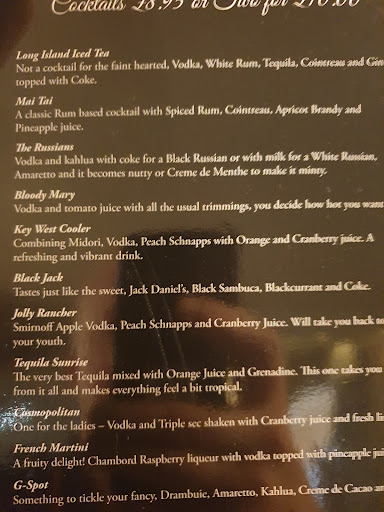 Cocktails £8.95 or Two for £10.00
Long Island Iced Tea
Not a cocktail for the faint hearted, Vodka, White Rum, Tequila, Cointreau and Gin
topped with Coke.
Mai Tai
A classic Rum based cocktail with Spiced Rum, Cointreau, Apricot Brandy and
Pineapple juice.
The Russians
Vodka and kahlua with coke for a Black Russian or with milk for a White Russian,
Amaretto and it becomes nutty or Creme de Menthe to make it minty.
Bloody Mary
Vodka and tomato juice with all the usual trimmings, you decide how hot you want
Key West Cooler
Combining Midori, Vodka, Peach Schnapps with Orange and Cranberry juice. A
refreshing and vibrant drink.
Black Jack
Tastes just like the sweet, Jack Daniel's, Black Sambuca, Blackcurrant and Coke.
Jolly Rancher
Smirnoff Apple Vodka, Peach Schnapps and Cranberry Juice. Will take you back to
your youth.
Tequila Sunrise
The very best Tequila mixed with Orange Juice and Grenadine. This one takes you
from it all and makes everything feel a bit tropical.
Cosmopolitan
One for the ladies – Vodka and Triple sec shaken with Cranberry juice and fresh
French Martini
A fruity delight! Chambord Raspberry liqueur with vodka topped with pineapple
G-Spot
Something to tickle your fancy, Drambuie, Amaretto, Kahlua, Creme de Cacao